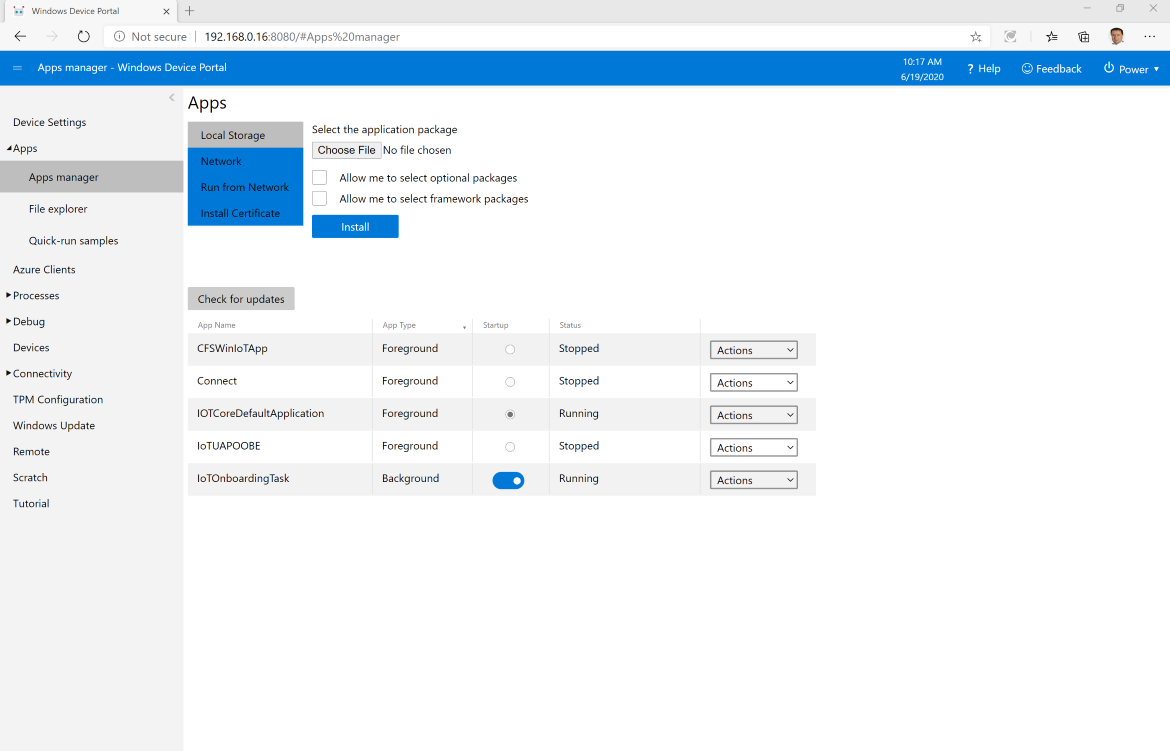 Windows Device Portal
Not secure 192.168.0.16:8080/#Apps%20manager
Apps manager - Windows Device Portal
10:17 AM
6/19/2020
? Help
Feedback
Power
Apps
Device Settings
Apps
Apps manager
File explorer
Quick-run samples
Azure Clients
Processes
Debug
Devices
Connectivity
TPM Configuration
Windows Update
Remote
Scratch
Tutorial
Local Storage
Network
Run from Network
Install Certificate
Select the application package
Choose File No file chosen
Allow me to select optional packages
Allow me to select framework packages
Install
Check for updates
App Name App Type Startup Status
CFSWinIoTApp Foreground Stopped Actions
Connect Foreground Stopped Actions
IOTCoreDefaultApplication Foreground Running Actions
IoTUAPOOBE Foreground Stopped Actions
IoTOnboardingTask Background Running Actions